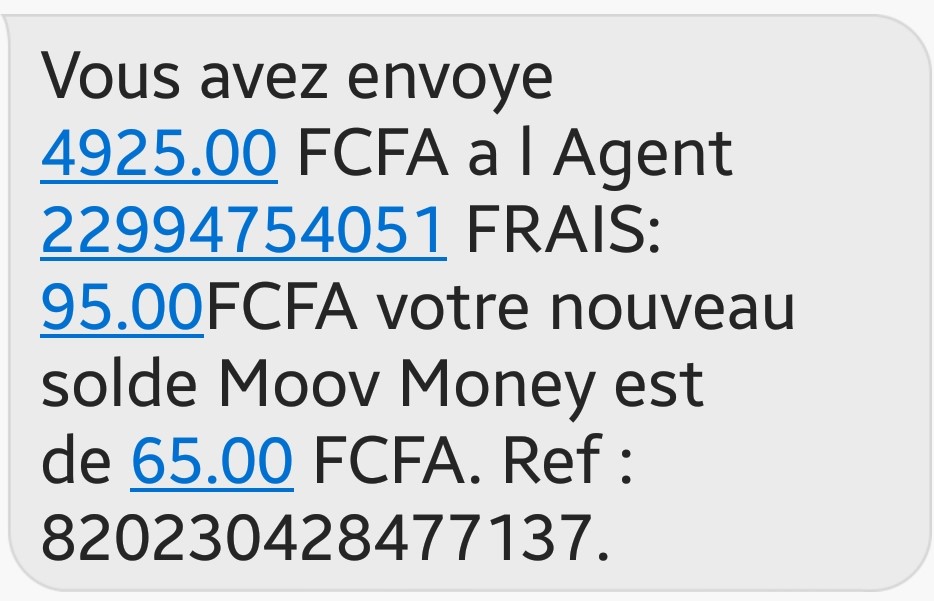 Vous avez envoye
4925.00 FCFA a l Agent
22994754051 FRAIS:
95.00FCFA votre nouveau
solde Moov Money est
de 65.00 FCFA. Ref :
820230428477137.